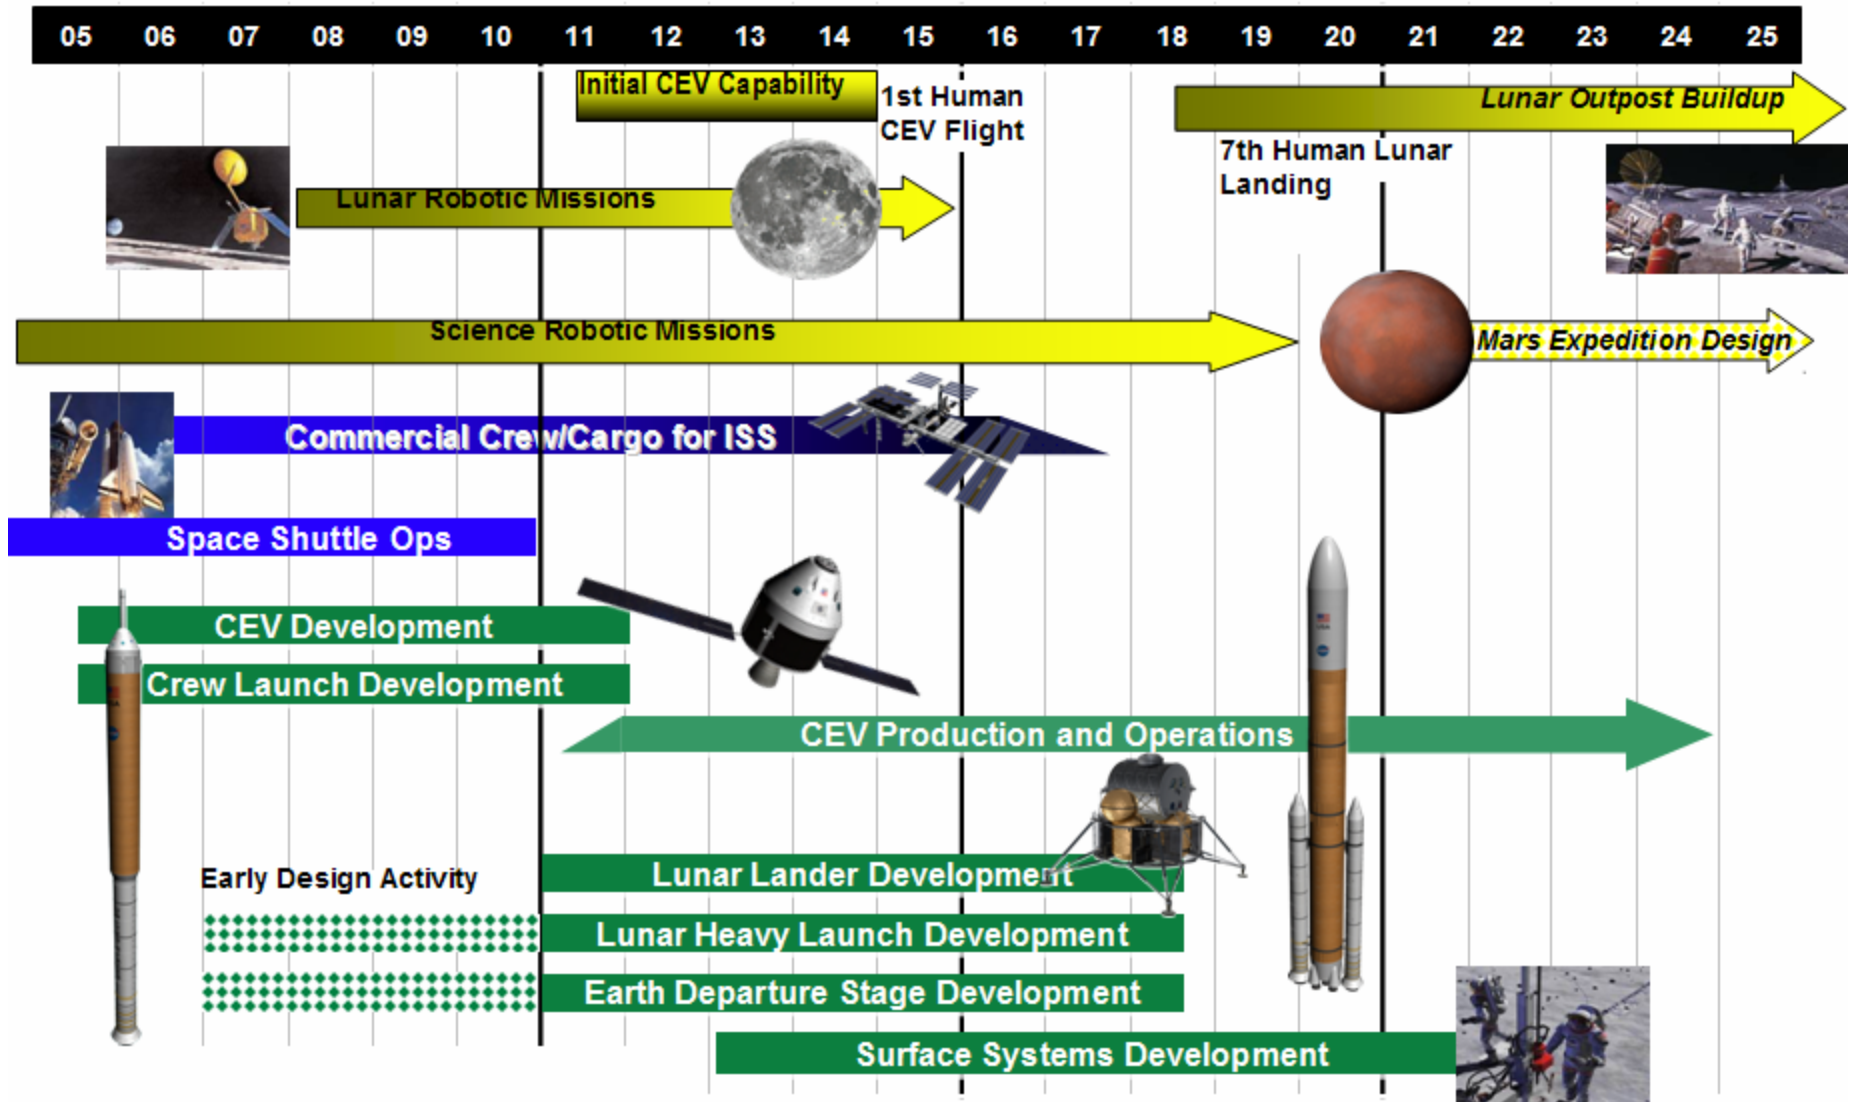 05 06 07 08 09 10 11 12 13 14 15 16 17 18 19 20 21 22 23 24 25
Initial CEV Capability
1st Human
CEV Flight
Lunar Outpost Buildup
7th Human Lunar
Landing
Lunar Robotic Missions
Science Robotic Missions
Mars Expedition Design
Commercial Crew/Cargo for ISS
Space Shuttle Ops
CEV Development
Crew Launch Development
CEV Production and Operations
Early Design Activity
Lunar Lander Development
Lunar Heavy Launch Development
Earth Departure Stage Development
Surface Systems Development